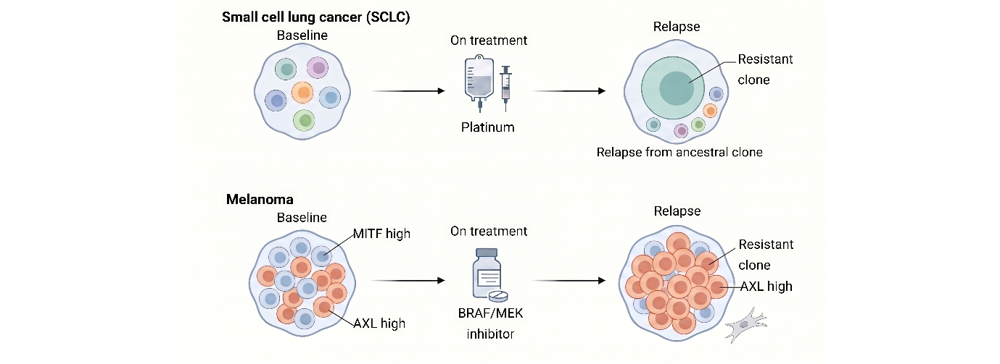 Small cell lung cancer (SCLC)
Baseline
On treatment
Platinum
Relapse
Resistant
clone
Relapse from ancestral clone
Melanoma
Baseline
MITF high
AXL high
On treatment
BRAF/MEK
inhibitor
Relapse
Resistant
clone
AXL high